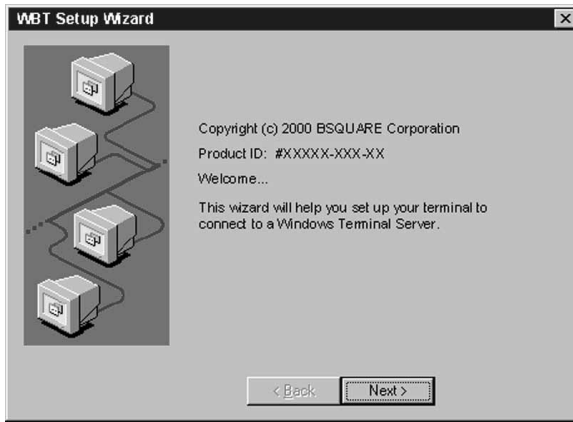 WBT Setup Wizard
Copyright (c) 2000 BSQUARE Corporation
Product ID: #XXXXX-XXX-XX
Welcome...
This wizard will help you set up your terminal to
connect to a Windows Terminal Server.
< Back Next >